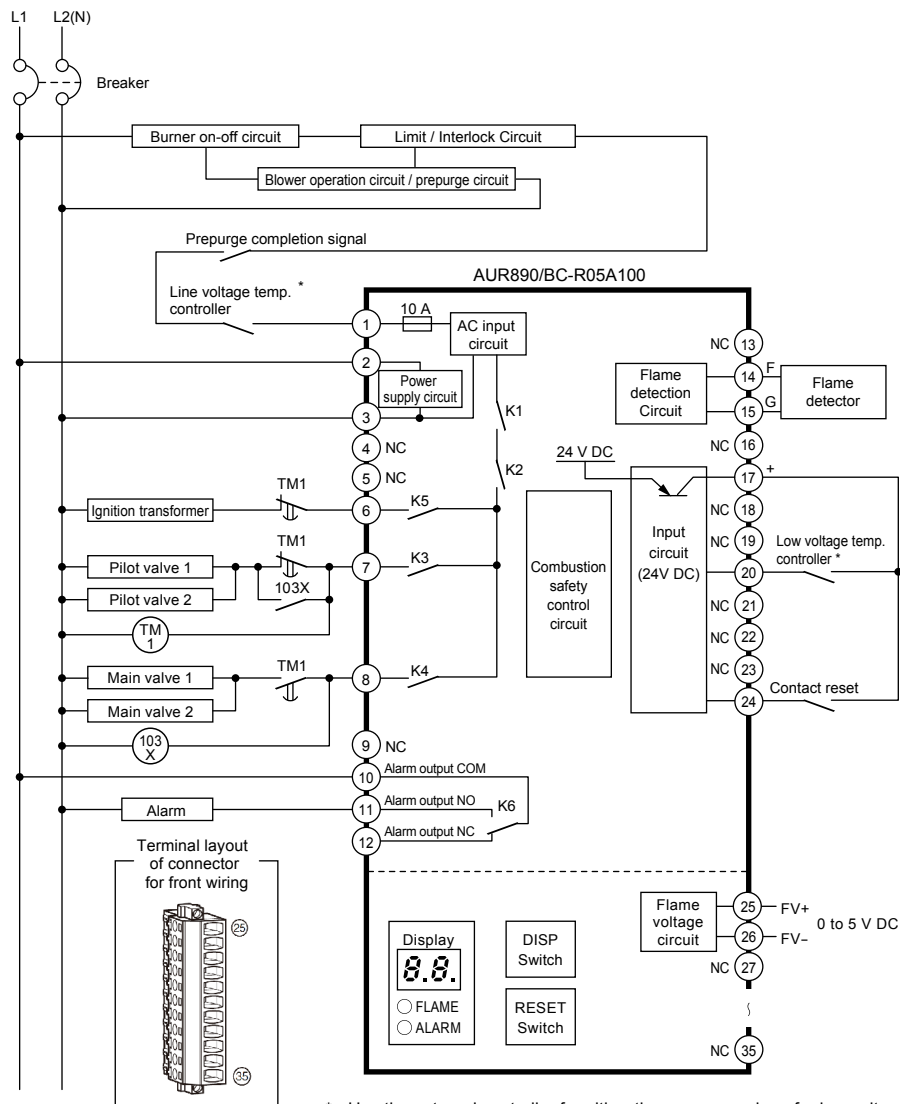 L1 L2(N)
Breaker
Burner on-off circuit
Limit / Interlock Circuit
Blower operation circuit / prepurge circuit
Prepurge completion signal
Line voltage temp. *
controller
AUR890/BC-R05A100
1
10 A
AC input
circuit
2
Power
supply circuit
3
K1
4 NC
K2
5 NC
Ignition transformer
TM1
6
K5
Pilot valve 1
TM1
7
K3
103X
Pilot valve 2
TM
1
Main valve 1
TM1
8
K4
Main valve 2
103
X
9 NC
10 Alarm output COM
Alarm
11 Alarm output NO
K6
12 Alarm output NC
NC 13
Flame
detection
Circuit
14 F
15 G
Flame
detector
NC 16
24 V DC
17 +
NC 18
Input
circuit
(24V DC)
NC 19
Low voltage temp.
controller *
20
Combustion
safety
control
circuit
NC 21
NC 22
NC 23
24
Contact reset
Terminal layout
of connector
for front wiring
25
35
Display
8.8.
FLAME
ALARM
DISP
Switch
RESET
Switch
Flame
voltage
circuit
25 FV+
26 FV−
0 to 5 V DC
NC 27
NC 35